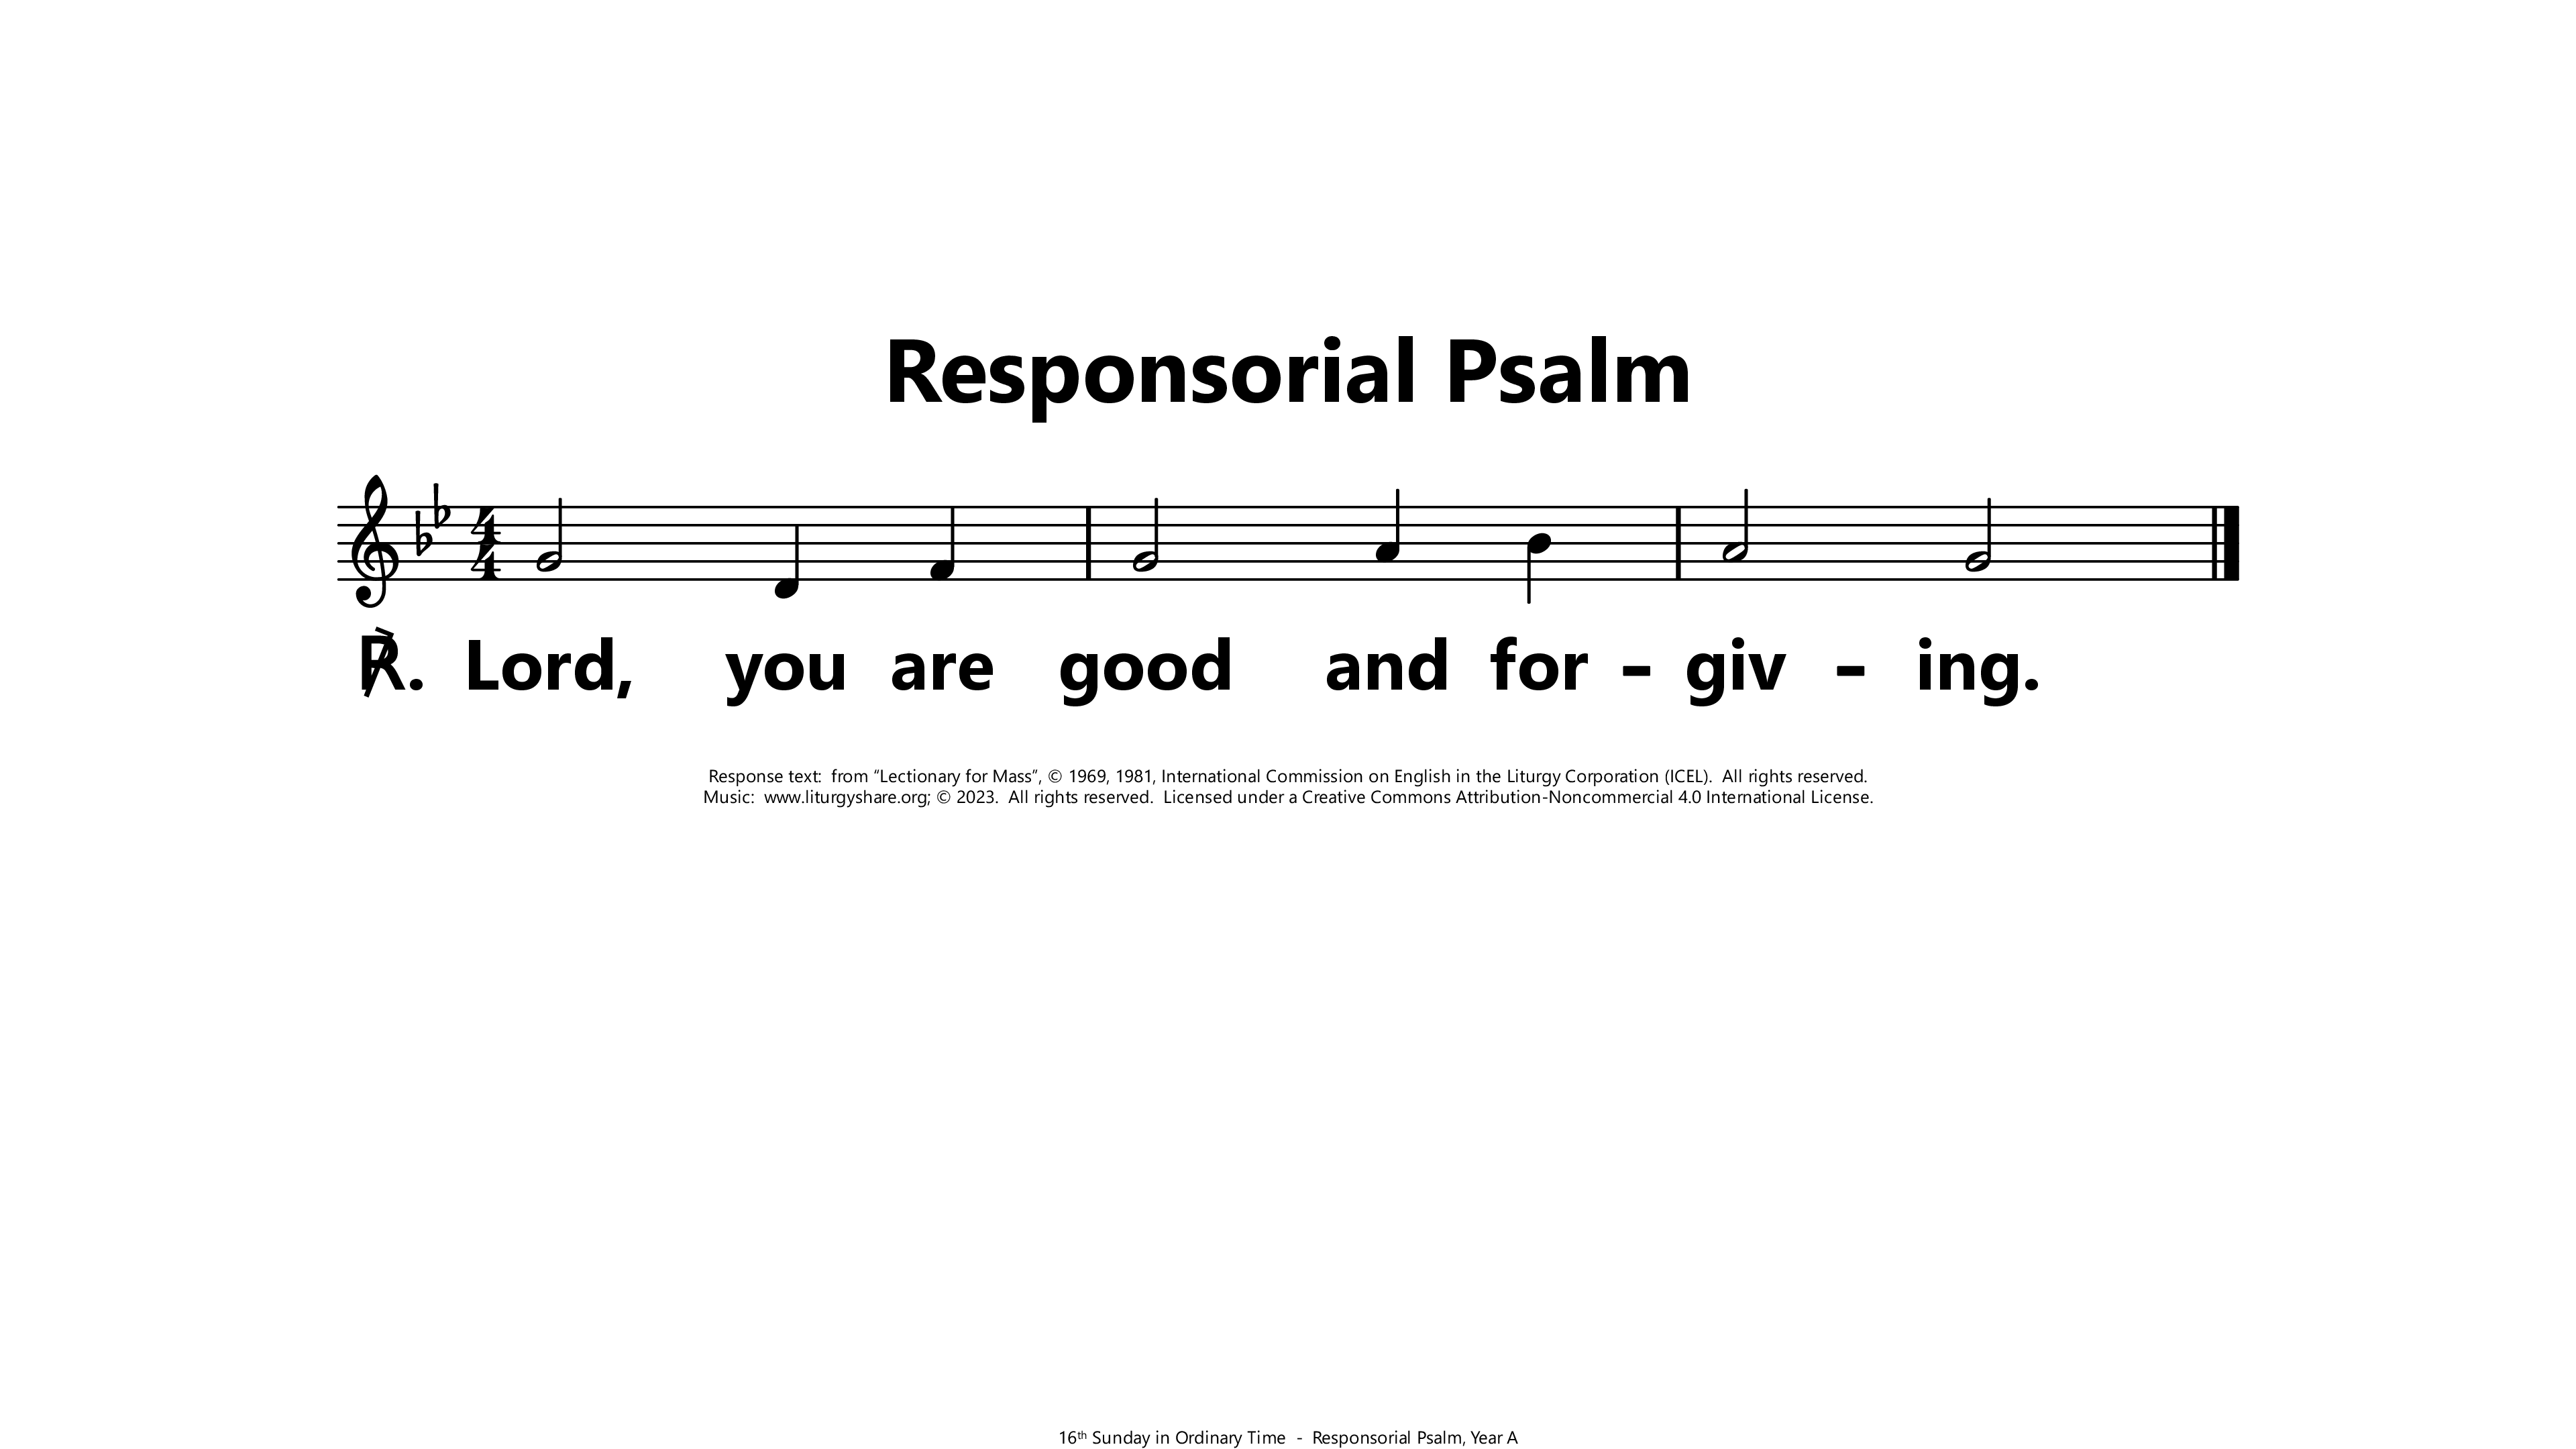 Responsorial Psalm
4
4
℟. Lord, you are good and for - giv - ing.
Response text:  from “Lectionary for Mass”, © 1969, 1981, International Commission on English in the Liturgy Corporation (ICEL).  All rights reserved.
Music:  www.liturgyshare.org; © 2023.  All rights reserved.  Licensed under a Creative Commons Attribution-Noncommercial 4.0 International License.
16th Sunday in Ordinary Time  -  Responsorial Psalm, Year A